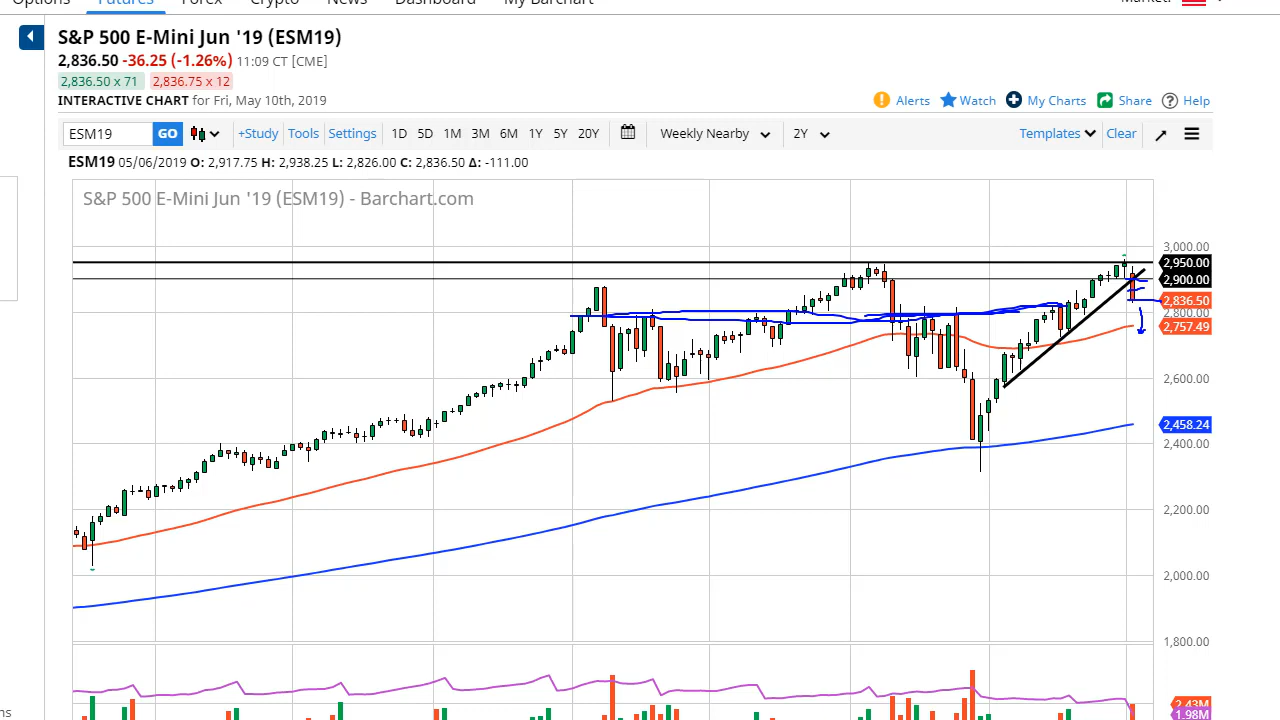 Options Futures Forex Crypto News Dashboard My Barchart Market:
S&P 500 E-Mini Jun '19 (ESM19)
2,836.50 -36.25 (-1.26%) 11:09 CT [CME]
2,836.50 x 71 2,836.75 x 12
INTERACTIVE CHART for Fri, May 10th, 2019
Alerts Watch My Charts Share Help
ESM19 GO +Study Tools Settings 1D 5D 1M 3M 6M 1Y 5Y 20Y Weekly Nearby 2Y Templates Clear
ESM19 05/06/2019 O: 2,917.75 H: 2,938.25 L: 2,826.00 C: 2,836.50 Δ: -111.00
S&P 500 E-Mini Jun '19 (ESM19) - Barchart.com
3,000.00
2,950.00
2,900.00
2,836.50
2,800.00
2,757.49
2,600.00
2,458.24
2,400.00
2,200.00
2,000.00
1,800.00
2.43M
1.98M
ms